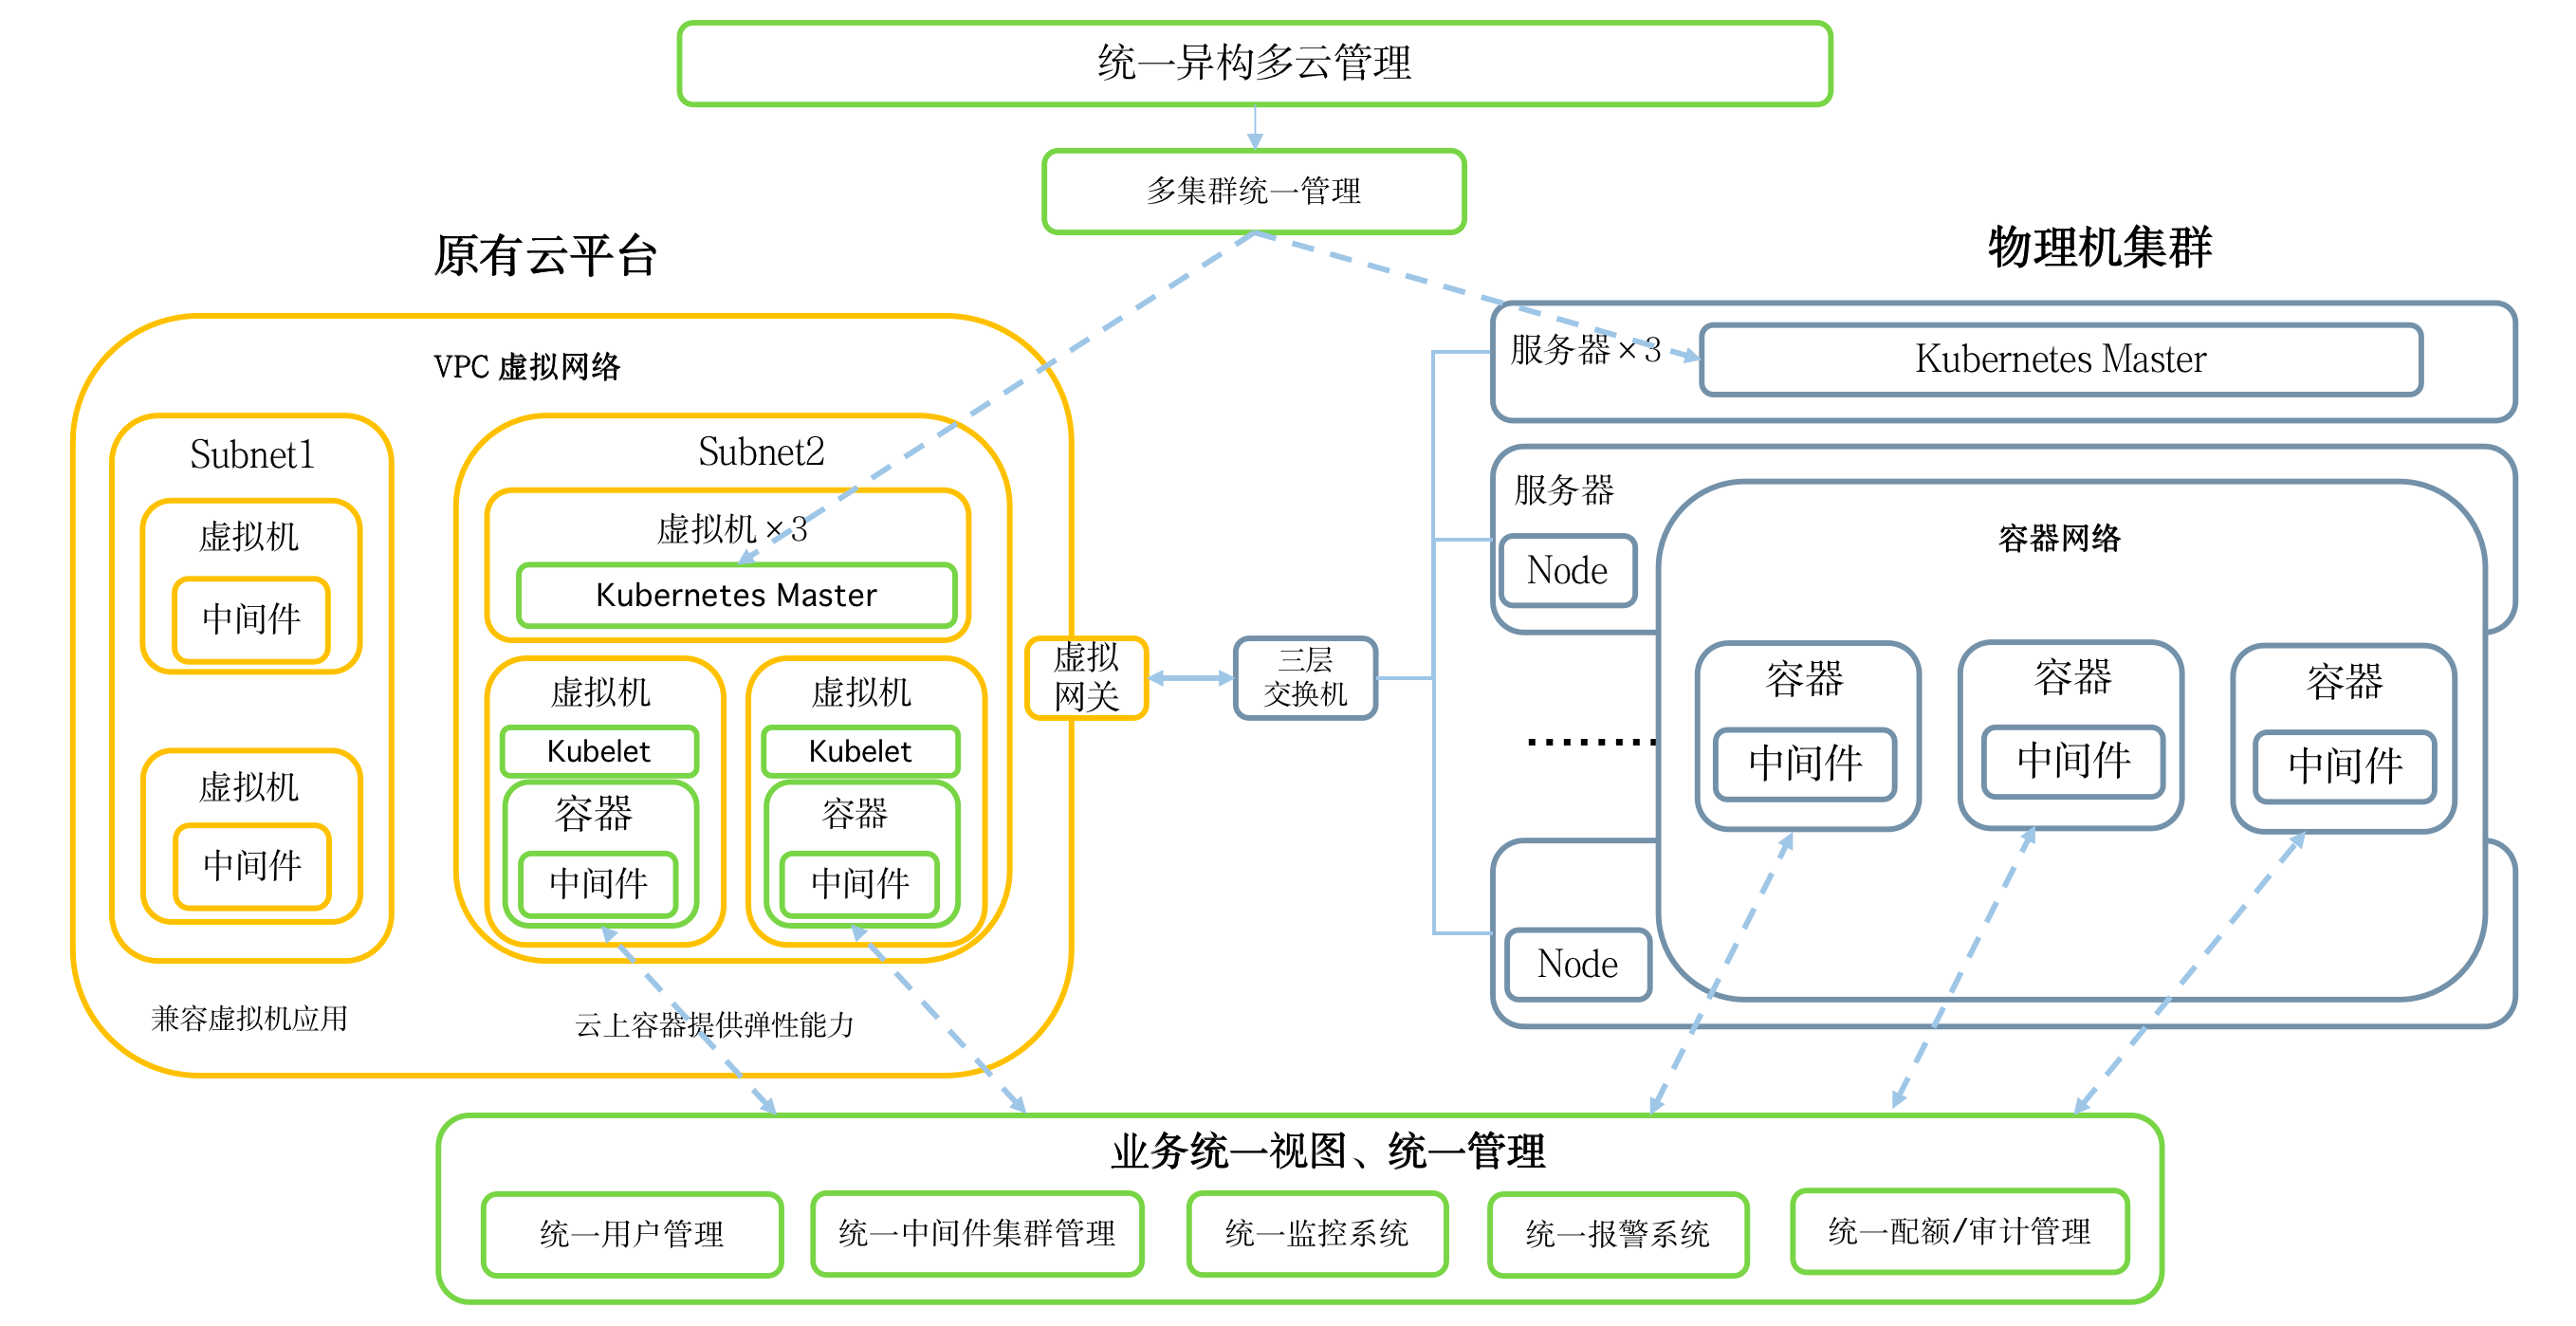 统一异构多云管理
多集群统一管理
原有云平台
VPC 虚拟网络
Subnet1
虚拟机
中间件
虚拟机
中间件
兼容虚拟机应用
Subnet2
虚拟机×3
Kubernetes Master
虚拟机
Kubelet
容器
中间件
虚拟机
Kubelet
容器
中间件
云上容器提供弹性能力
虚拟
网关
三层
交换机
物理机集群
服务器×3
Kubernetes Master
服务器
Node
容器网络
容器
中间件
容器
中间件
容器
中间件
········
Node
业务统一视图、统一管理
统一用户管理
统一中间件集群管理
统一监控系统
统一报警系统
统一配额/审计管理